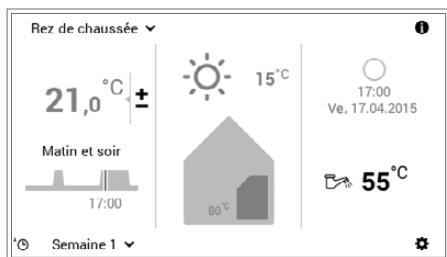 Rez de chaussée
21,0 °C ±
Matin et soir
17:00
15 °C
80 °C
17:00
Ve, 17.04.2015
55 °C
Semaine 1